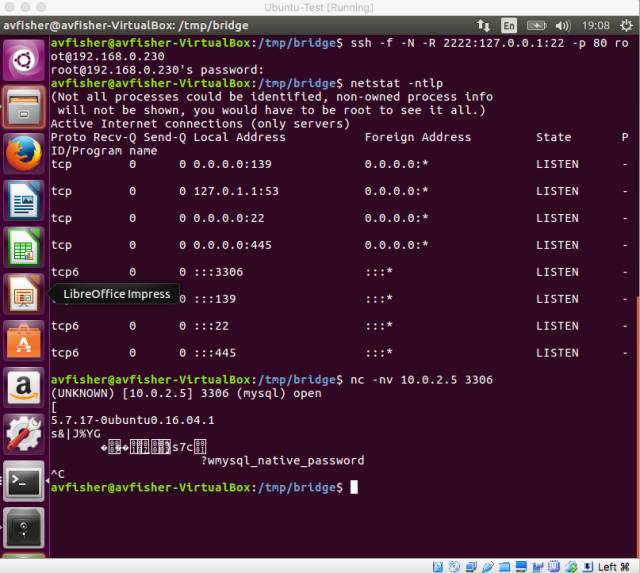 Ubuntu-Test [Running]
avfisher@avfisher-VirtualBox: /tmp/bridge
En
19:08
avfisher@avfisher-VirtualBox:/tmp/bridge$ ssh -f -N -R 2222:127.0.0.1:22 -p 80 ro
ot@192.168.0.230
root@192.168.0.230's password:
avfisher@avfisher-VirtualBox:/tmp/bridge$ netstat -ntlp
(Not all processes could be identified, non-owned process info
 will not be shown, you would have to be root to see it all.)
Active Internet connections (only servers)
Proto Recv-Q Send-Q Local Address           Foreign Address         State       P
ID/Program name
tcp        0      0 0.0.0.0:139             0.0.0.0:*               LISTEN      -
tcp        0      0 127.0.1.1:53            0.0.0.0:*               LISTEN      -
tcp        0      0 0.0.0.0:22              0.0.0.0:*               LISTEN      -
tcp        0      0 0.0.0.0:445             0.0.0.0:*               LISTEN      -
tcp6       0      0 :::3306                 :::*                    LISTEN      -
LibreOffice Impress
:::139                  :::*                    LISTEN      -
tcp6       0      0 :::22                   :::*                    LISTEN      -
tcp6       0      0 :::445                  :::*                    LISTEN      -
avfisher@avfisher-VirtualBox:/tmp/bridge$ nc -nv 10.0.2.5 3306
(UNKNOWN) [10.0.2.5] 3306 (mysql) open
[
5.7.17-0ubuntu0.16.04.1
s&|J%YG
s7c
?wmysql_native_password
^C
avfisher@avfisher-VirtualBox:/tmp/bridge$
Left ⌘